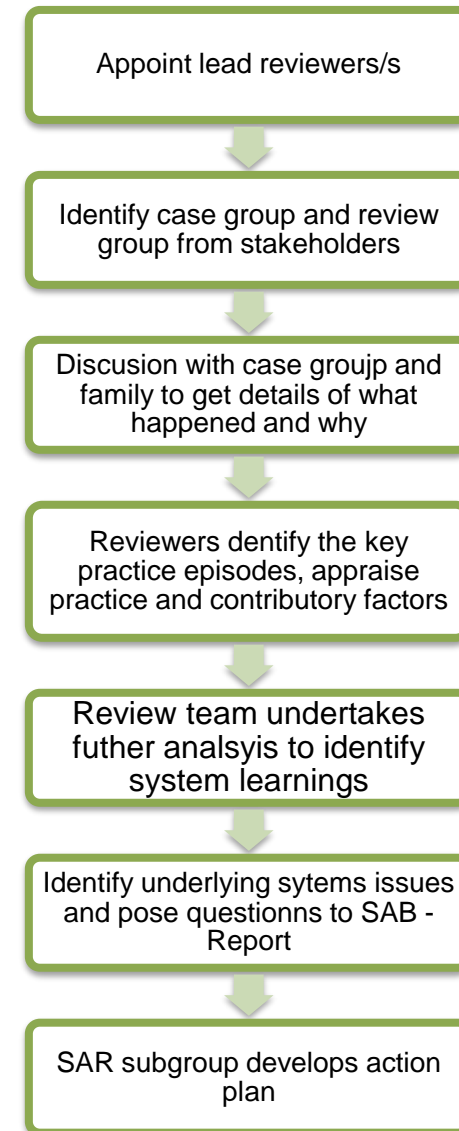 Appoint lead reviewers/s
Identify case group and review
group from stakeholders
Discusion with case groujp and
family to get details of what
happened and why
Reviewers dentify the key
practice episodes, appraise
practice and contributory factors
Review team undertakes
futher analsyis to identify
system learnings
Identify underlying sytems issues
and pose questionns to SAB -
Report
SAR subgroup develops action
plan